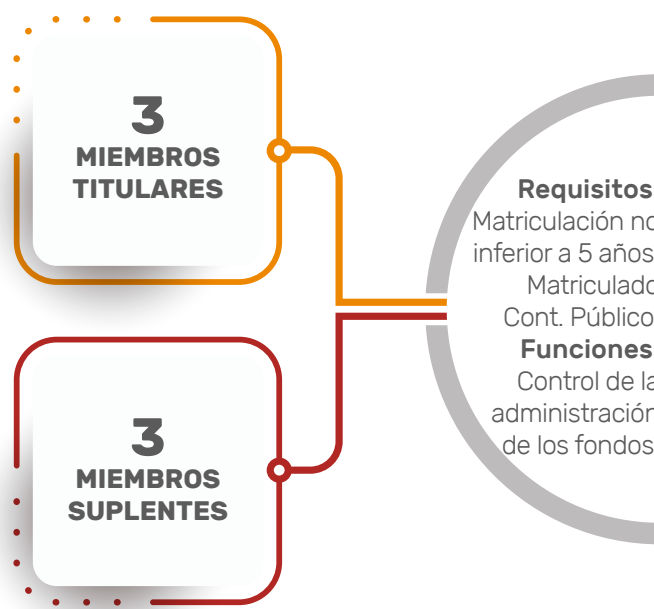 3
MIEMBROS
TITULARES
3
MIEMBROS
SUPLENTES
Requisitos
Matriculación no
inferior a 5 años
Matriculado
Cont. Público
Funciones
Control de la
administración
de los fondos